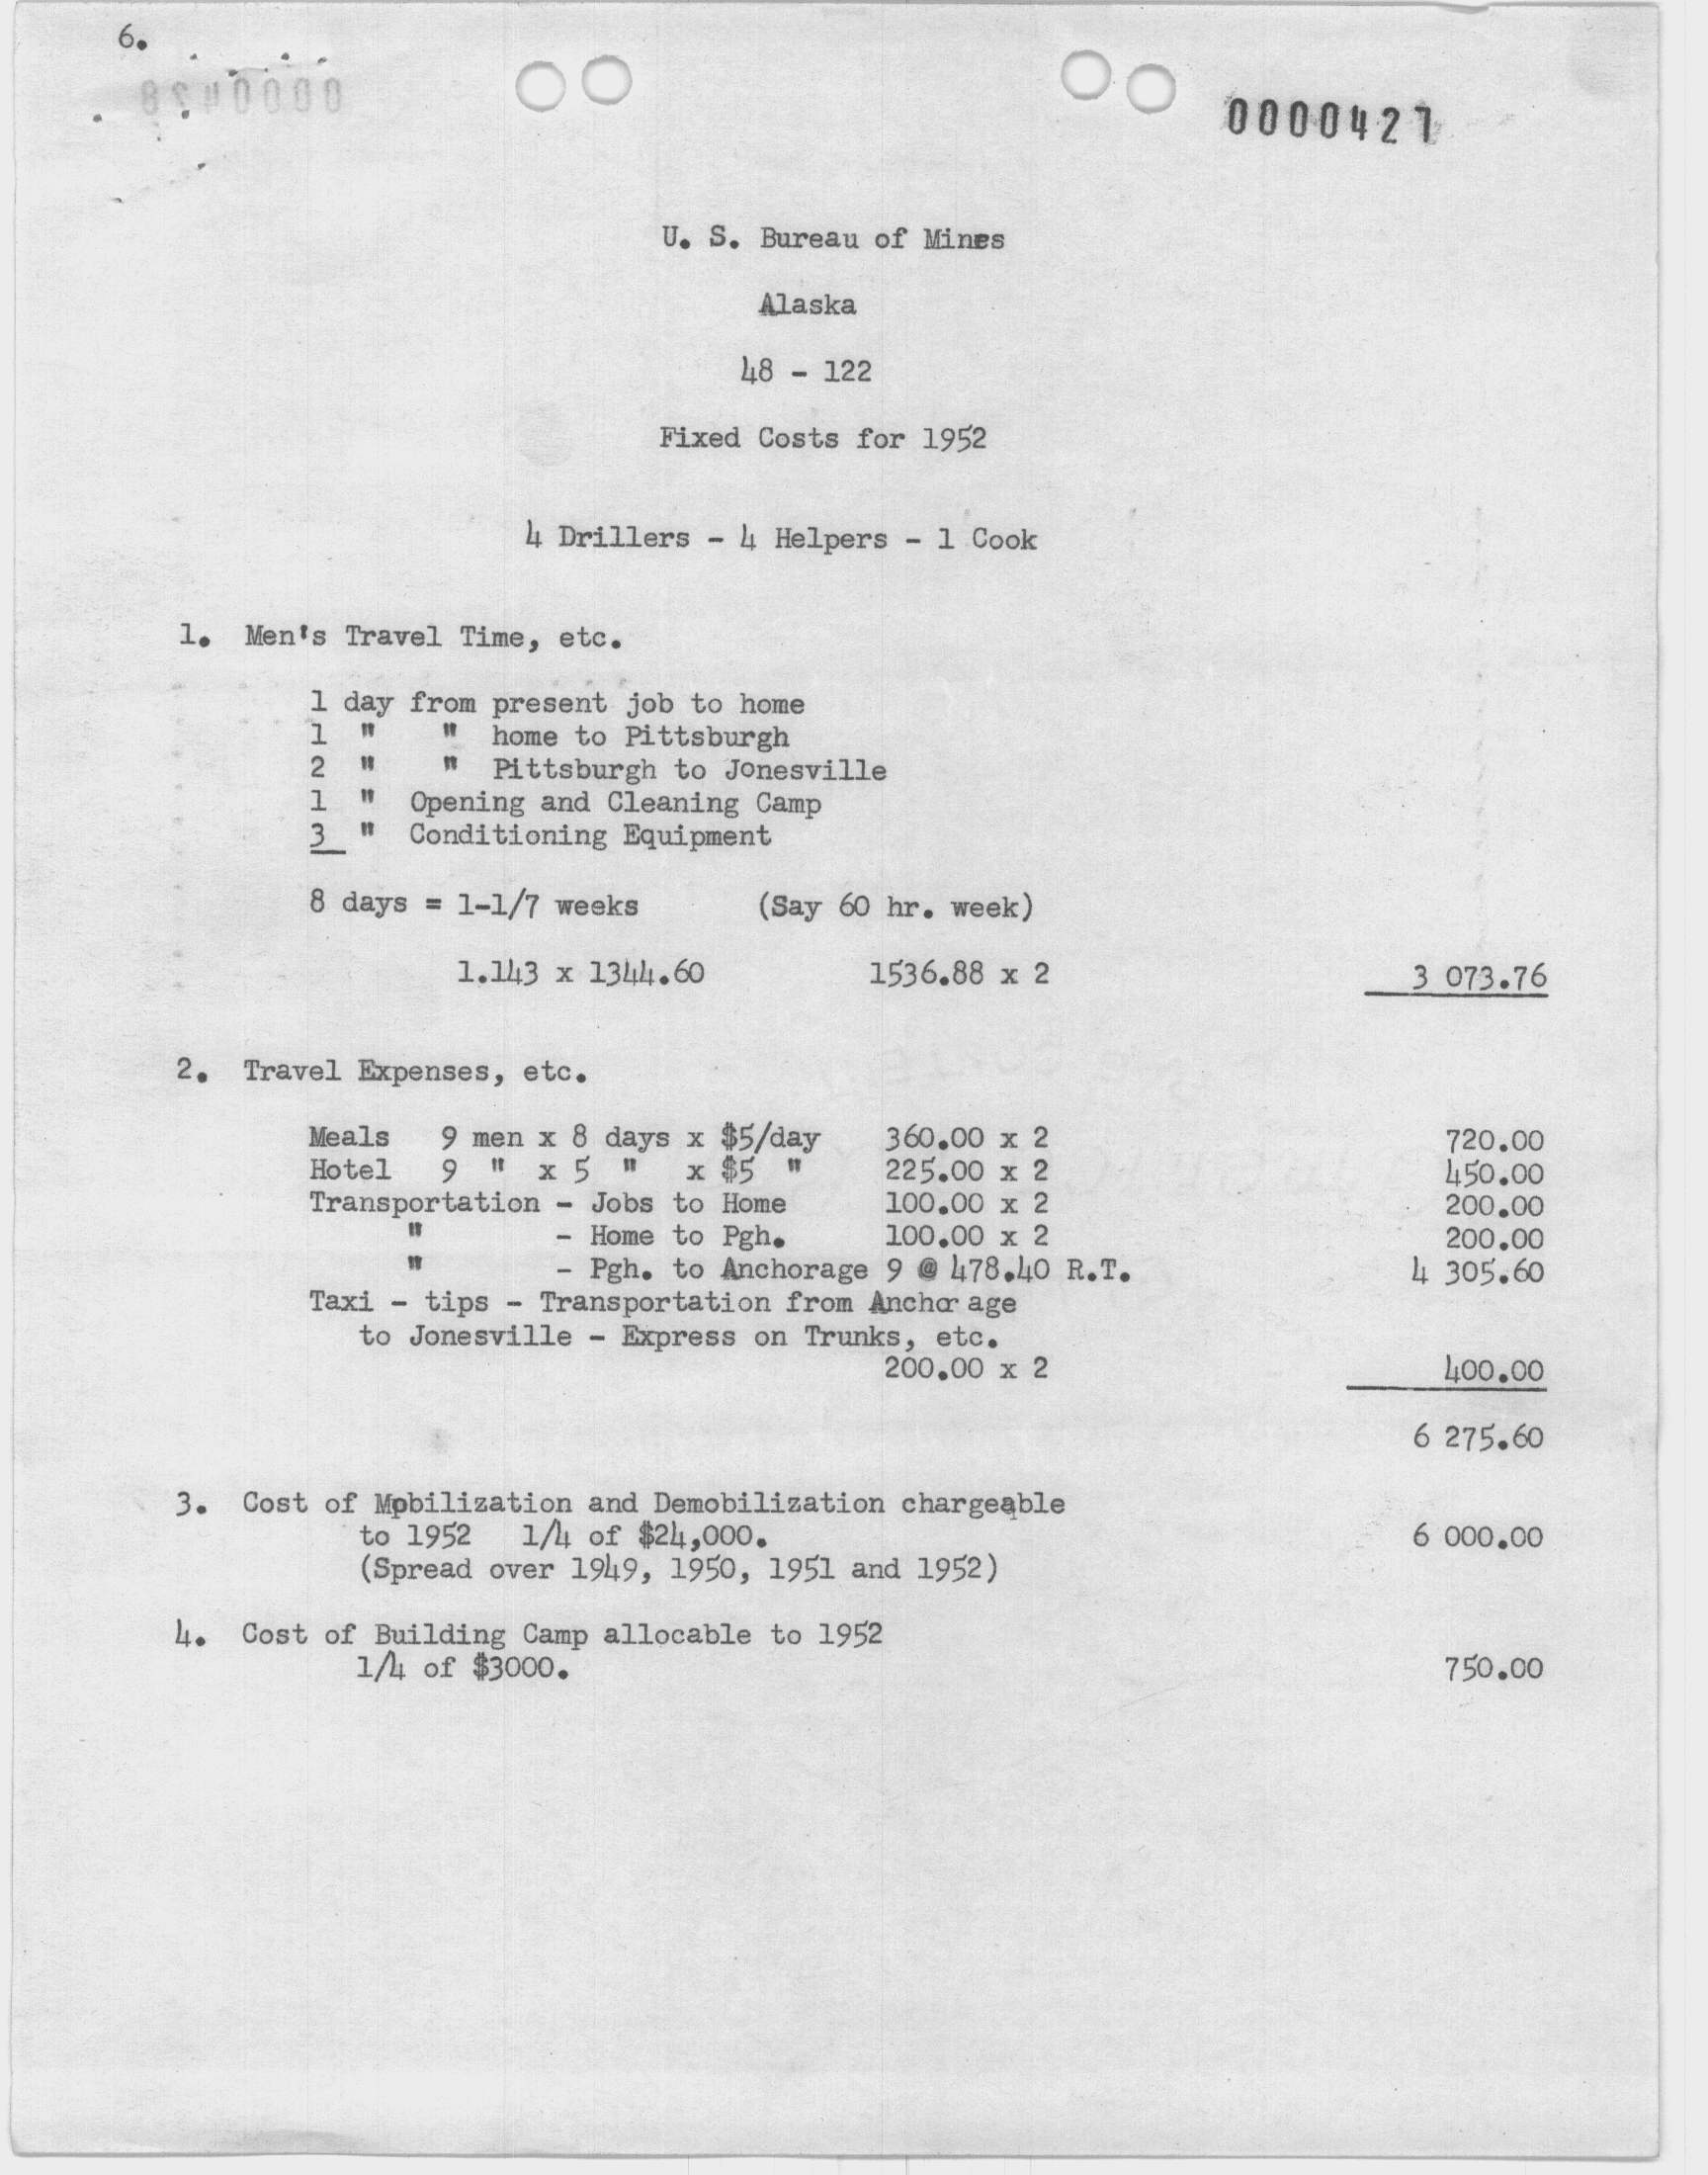 6.
0000427
U. S. Bureau of Mines
Alaska
48 - 122
Fixed Costs for 1952
4 Drillers - 4 Helpers - 1 Cook
1. Men's Travel Time, etc.
1 day from present job to home
1 " " home to Pittsburgh
2 " " Pittsburgh to Jonesville
1 " Opening and Cleaning Camp
3 " Conditioning Equipment
8 days = 1-1/7 weeks (Say 60 hr. week)
1.143 x 1344.60 1536.88 x 2 3 073.76
2. Travel Expenses, etc.
Meals 9 men x 8 days x $5/day 360.00 x 2 720.00
Hotel 9 " x 5 " x $5 " 225.00 x 2 450.00
Transportation - Jobs to Home 100.00 x 2 200.00
" - Home to Pgh. 100.00 x 2 200.00
" - Pgh. to Anchorage 9 @ 478.40 R.T. 4 305.60
Taxi - tips - Transportation from Anchor age
to Jonesville - Express on Trunks, etc.
200.00 x 2 400.00
6 275.60
3. Cost of Mobilization and Demobilization chargeable
to 1952 1/4 of $24,000. 6 000.00
(Spread over 1949, 1950, 1951 and 1952)
4. Cost of Building Camp allocable to 1952
1/4 of $3000. 750.00